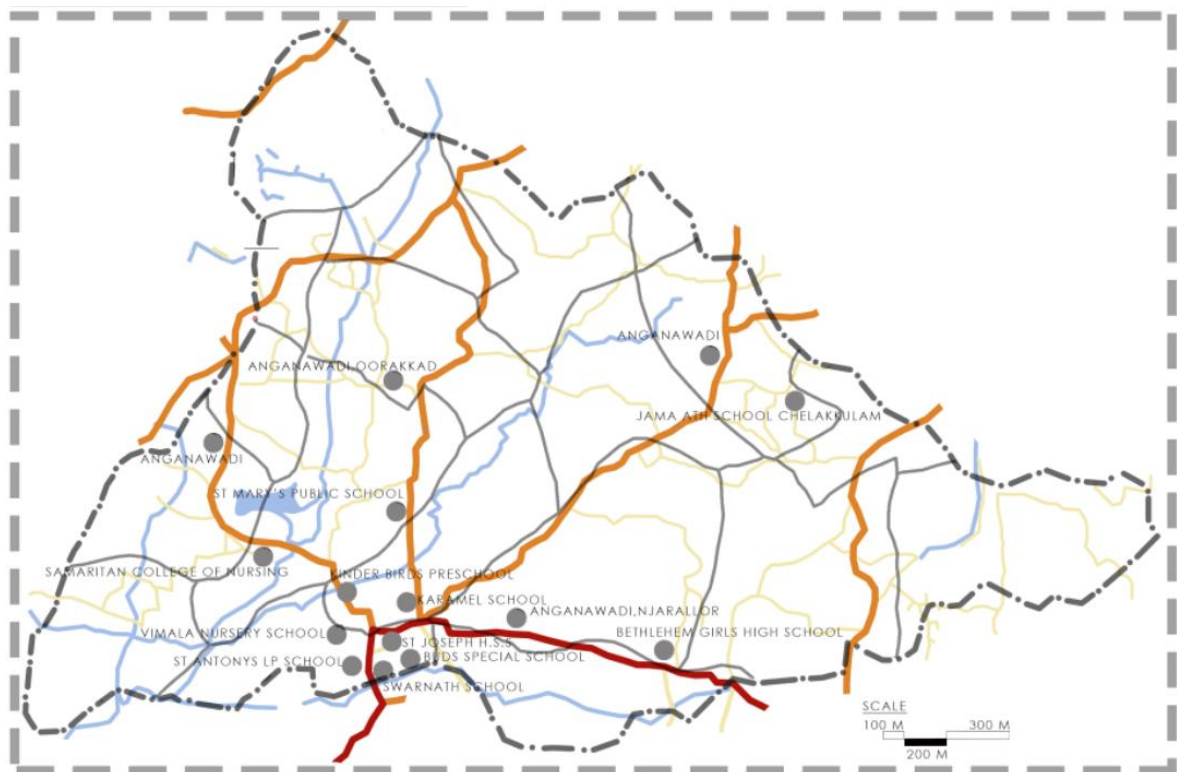 ANGANAWADI
ANGANAWADI,OORAKKAD
JAMA ATH SCHOOL CHELAKKULAM
ANGANAWADI
ST MARY'S PUBLIC SCHOOL
SAMARITAN COLLEGE OF NURSING
KINDER BIRDS PRESCHOOL
KARAMEL SCHOOL
ANGANAWADI,NJARALLOR
VIMALA NURSERY SCHOOL
BETHLEHEM GIRLS HIGH SCHOOL
ST JOSEPH H.S.S
BUDS SPECIAL SCHOOL
ST ANTONYS LP SCHOOL
SWARNATH SCHOOL
SCALE
100 M 300 M
200 M